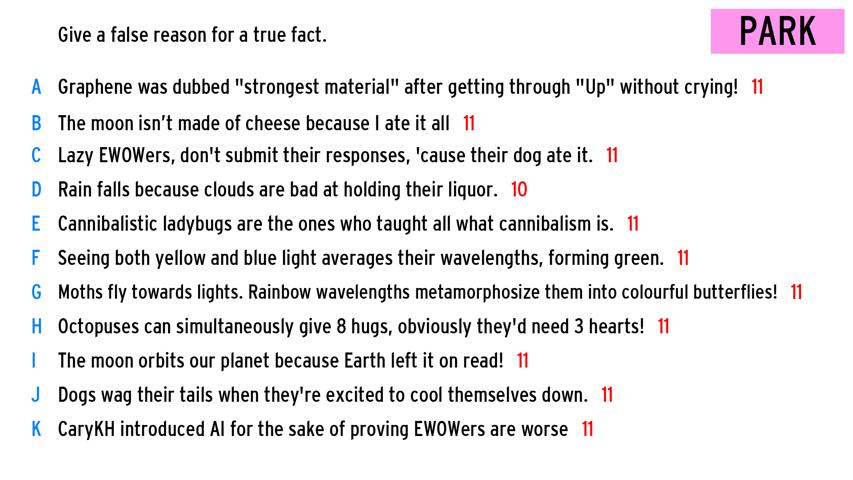 Give a false reason for a true fact.
PARK
A Graphene was dubbed "strongest material" after getting through "Up" without crying! 11
B The moon isn’t made of cheese because I ate it all 11
C Lazy EWOWers, don't submit their responses, 'cause their dog ate it. 11
D Rain falls because clouds are bad at holding their liquor. 10
E Cannibalistic ladybugs are the ones who taught all what cannibalism is. 11
F Seeing both yellow and blue light averages their wavelengths, forming green. 11
G Moths fly towards lights. Rainbow wavelengths metamorphosize them into colourful butterflies! 11
H Octopuses can simultaneously give 8 hugs, obviously they'd need 3 hearts! 11
I The moon orbits our planet because Earth left it on read! 11
J Dogs wag their tails when they're excited to cool themselves down. 11
K CaryKH introduced AI for the sake of proving EWOWers are worse 11